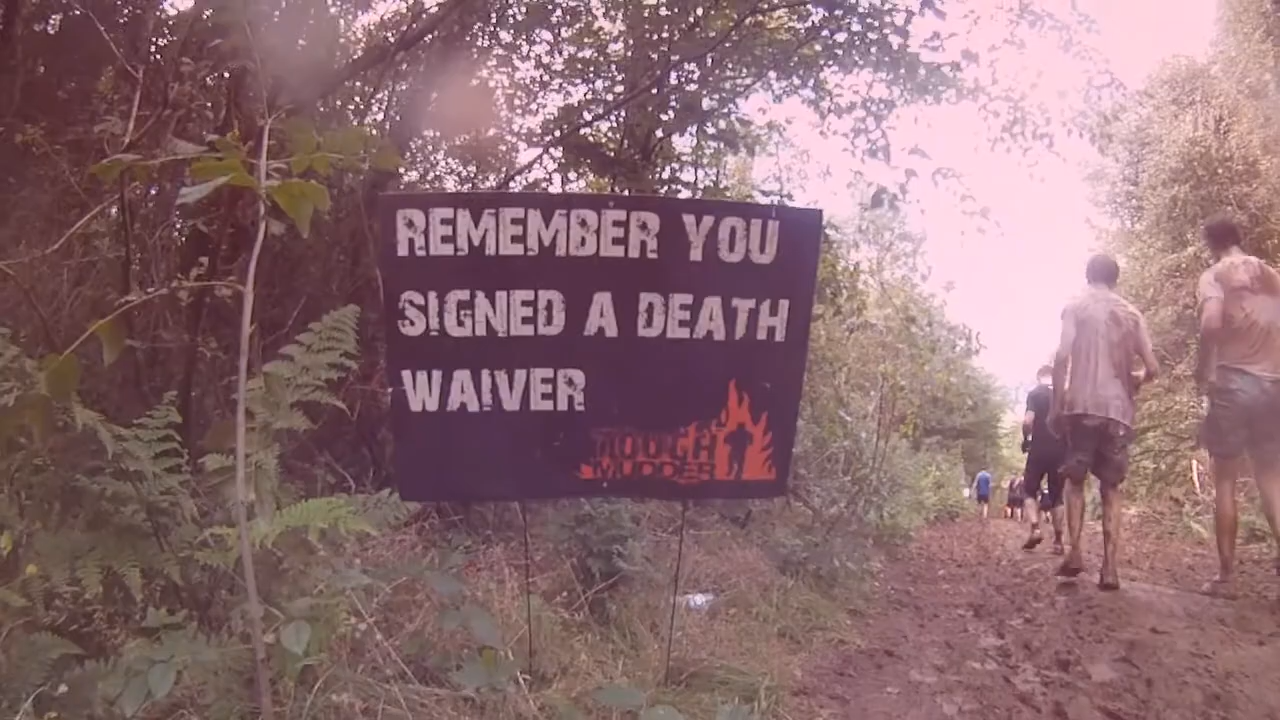 REMEMBER YOU
SIGNED A DEATH
WAIVER
TOUGH
MUDDER